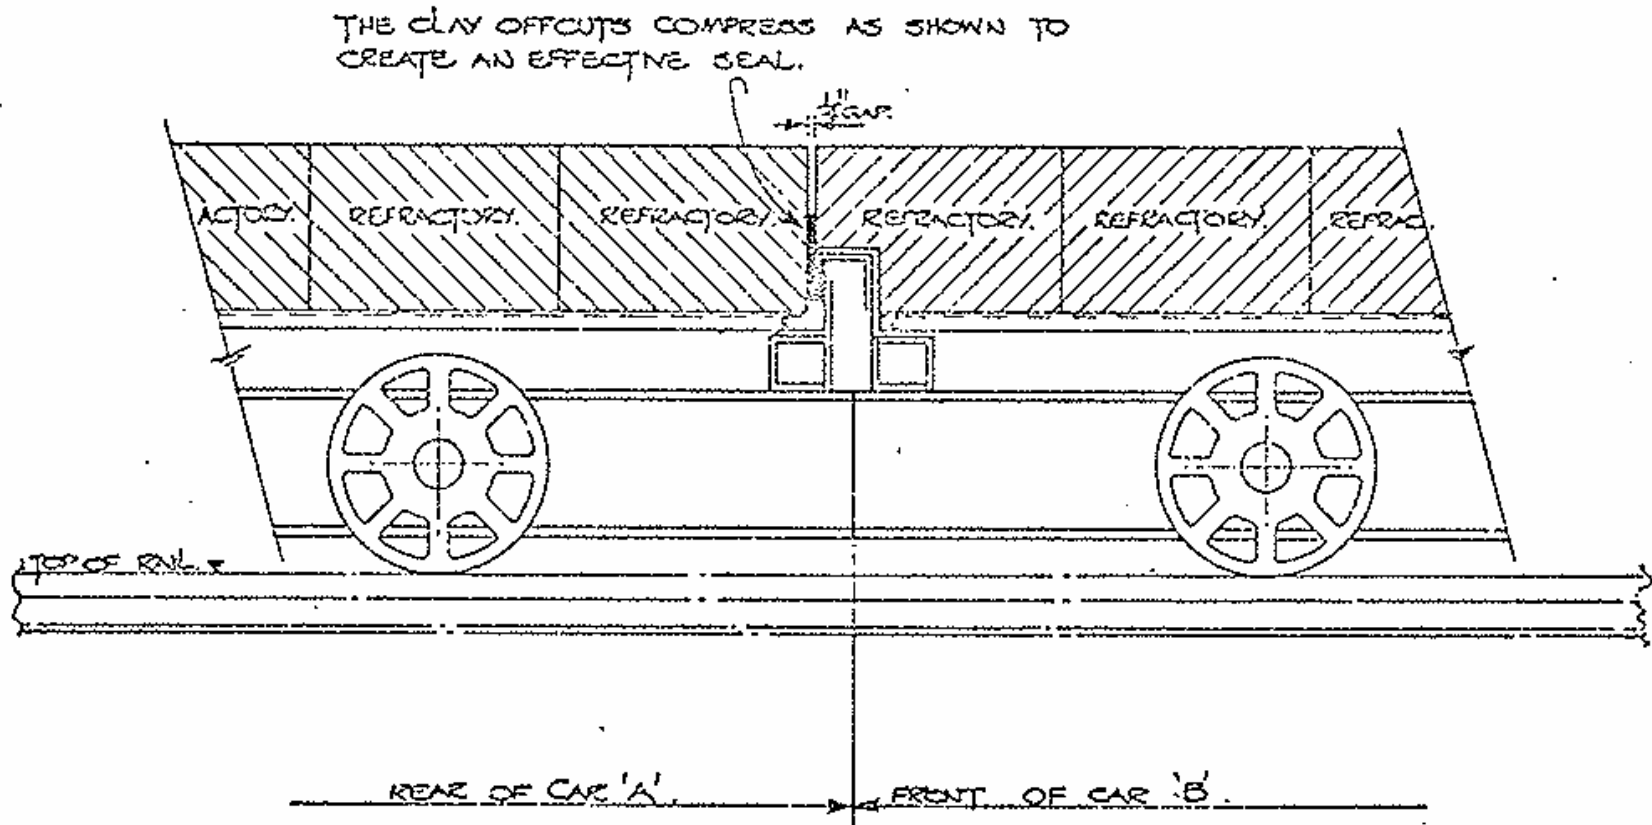 THE CLAY OFFCUTS COMPRESS AS SHOWN TO
CREATE AN EFFECTIVE SEAL.
GAP.
ACTORY.
REFRACTORY.
REFRACTORY.
REFRACTORY.
REFRACTORY.
REFRAC
TOP OF RAIL
REAR OF CAR 'A'.
FRONT OF CAR 'B'.